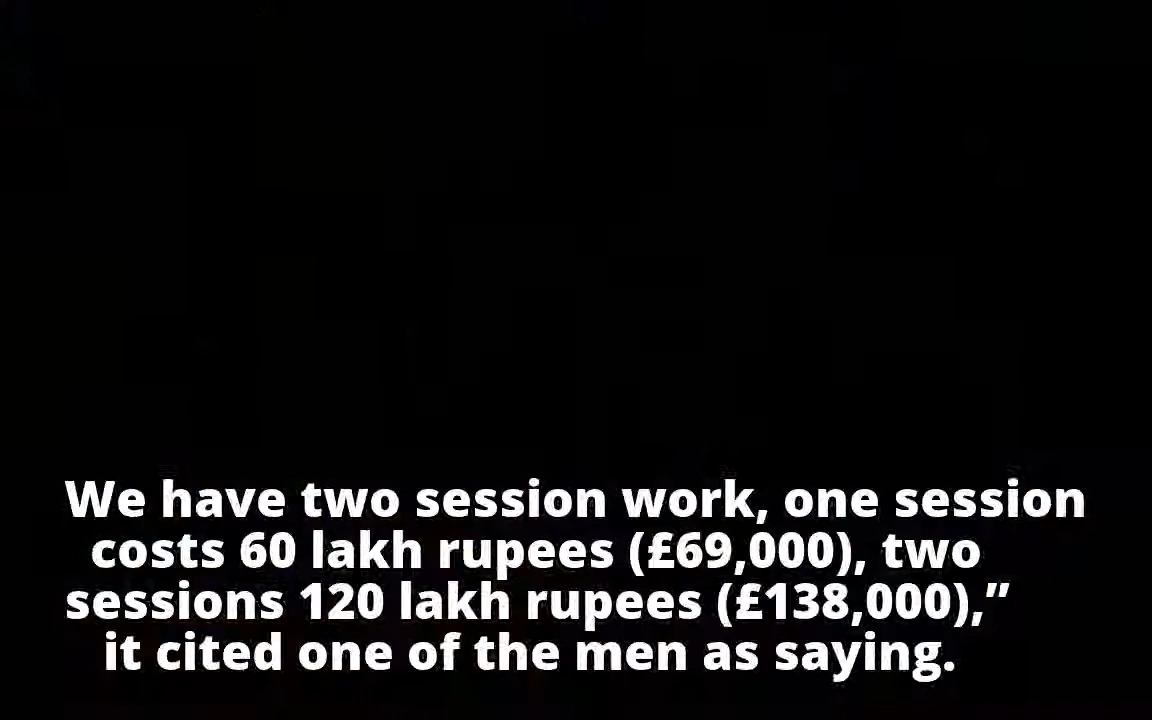 We have two session work, one session
costs 60 lakh rupees (£69,000), two
sessions 120 lakh rupees (£138,000),”
it cited one of the men as saying.